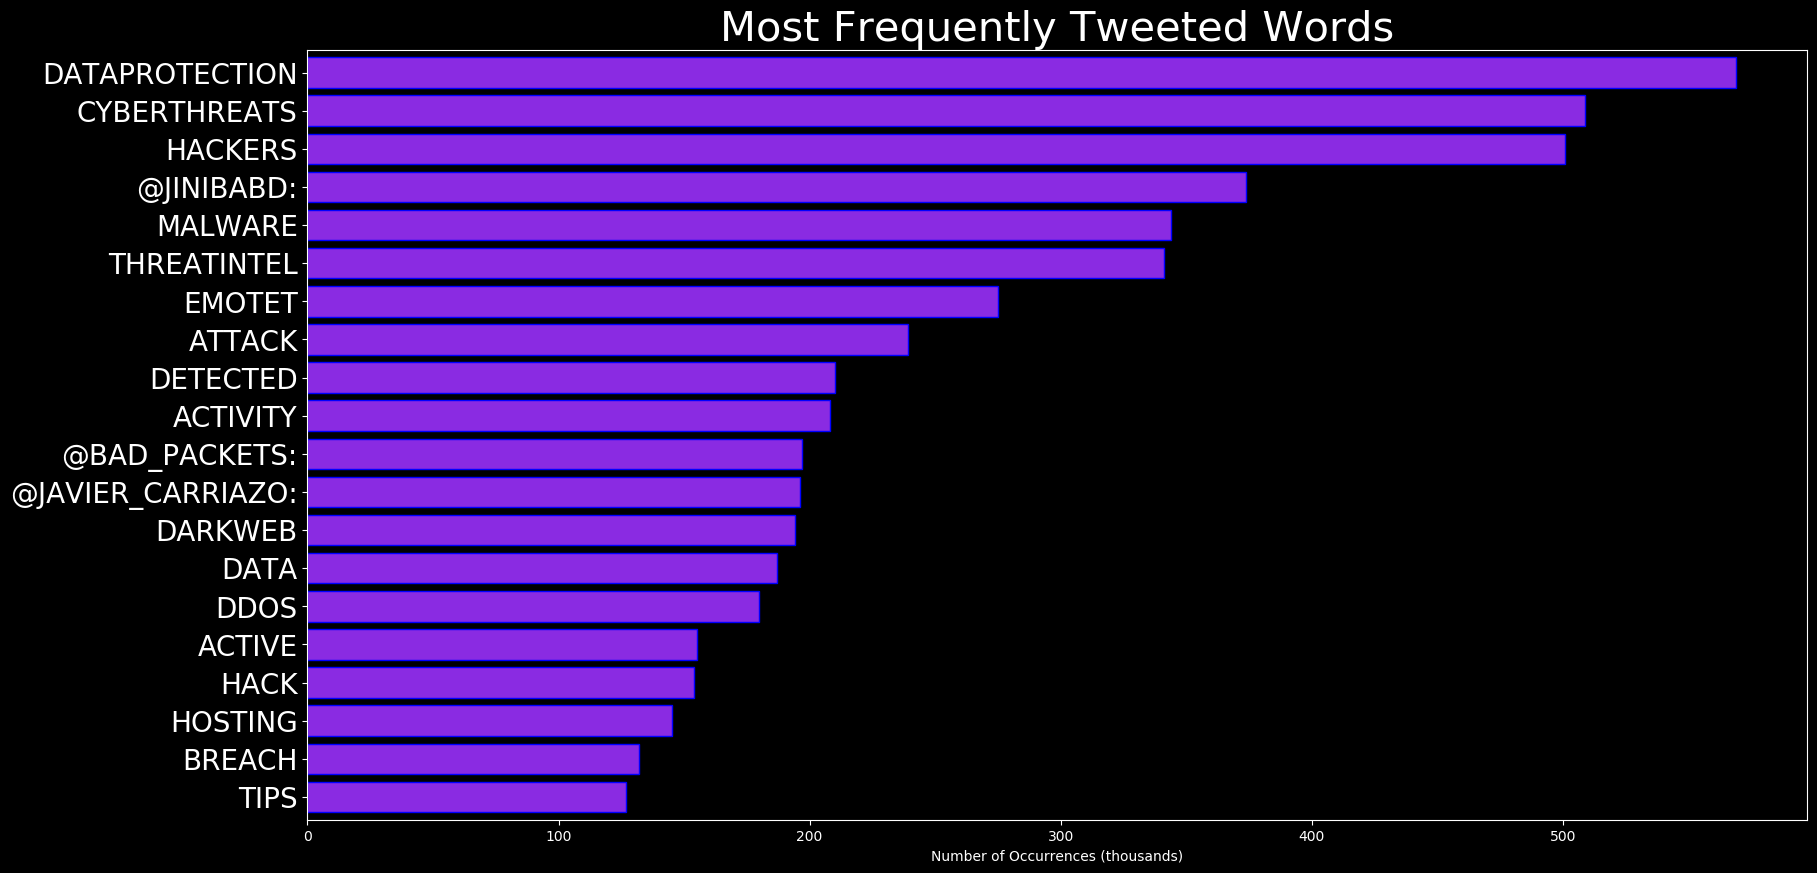 Most Frequently Tweeted Words
DATAPROTECTION
CYBERTHREATS
HACKERS
@JINIBABD:
MALWARE
THREATINTEL
EMOTET
ATTACK
DETECTED
ACTIVITY
@BAD_PACKETS:
@JAVIER_CARRIAZO:
DARKWEB
DATA
DDOS
ACTIVE
HACK
HOSTING
BREACH
TIPS
0 100 200 300 400 500
Number of Occurrences (thousands)